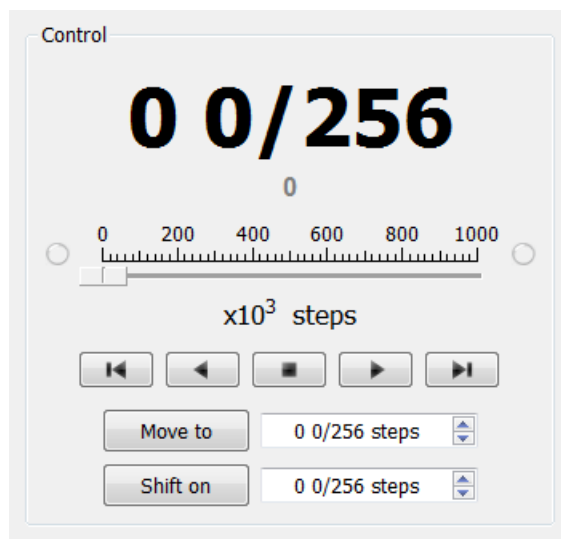 Control
0 0/256
0
0 200 400 600 800 1000
x10³ steps
Move to 0 0/256 steps
Shift on 0 0/256 steps